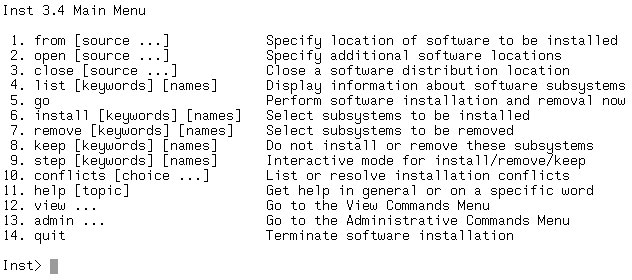 Inst 3.4 Main Menu
1. from [source ...] Specify location of software to be installed
2. open [source ...] Specify additional software locations
3. close [source ...] Close a software distribution location
4. list [keywords] [names] Display information about software subsystems
5. go Perform software installation and removal now
6. install [keywords] [names] Select subsystems to be installed
7. remove [keywords] [names] Select subsystems to be removed
8. keep [keywords] [names] Do not install or remove these subsystems
9. step [keywords] [names] Interactive mode for install/remove/keep
10. conflicts [choice ...] List or resolve installation conflicts
11. help [topic] Get help in general or on a specific word
12. view ... Go to the View Commands Menu
13. admin ... Go to the Administrative Commands Menu
14. quit Terminate software installation
Inst>